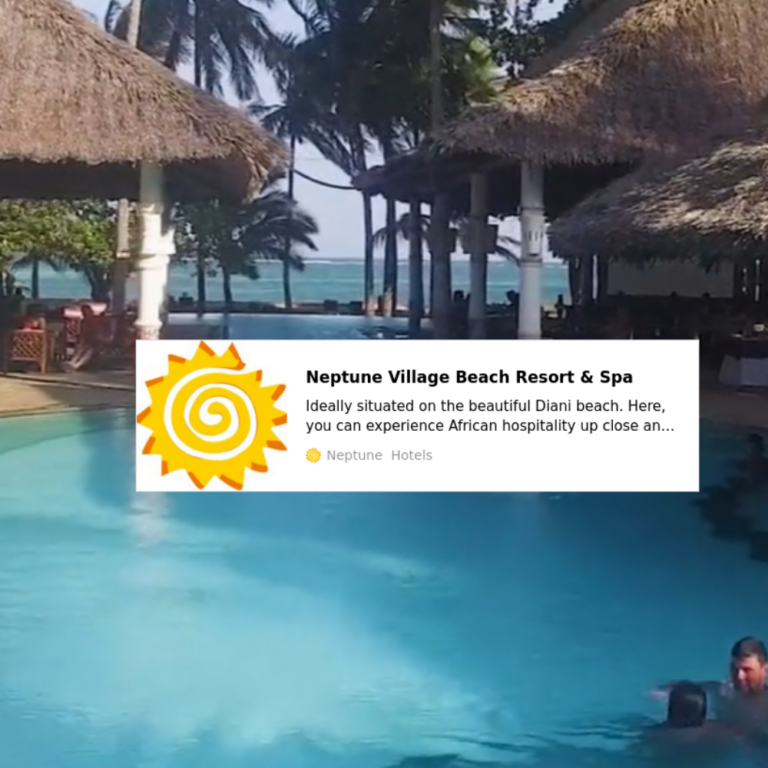 Neptune Village Beach Resort & Spa
Ideally situated on the beautiful Diani beach. Here,
you can experience African hospitality up close an...
Neptune Hotels